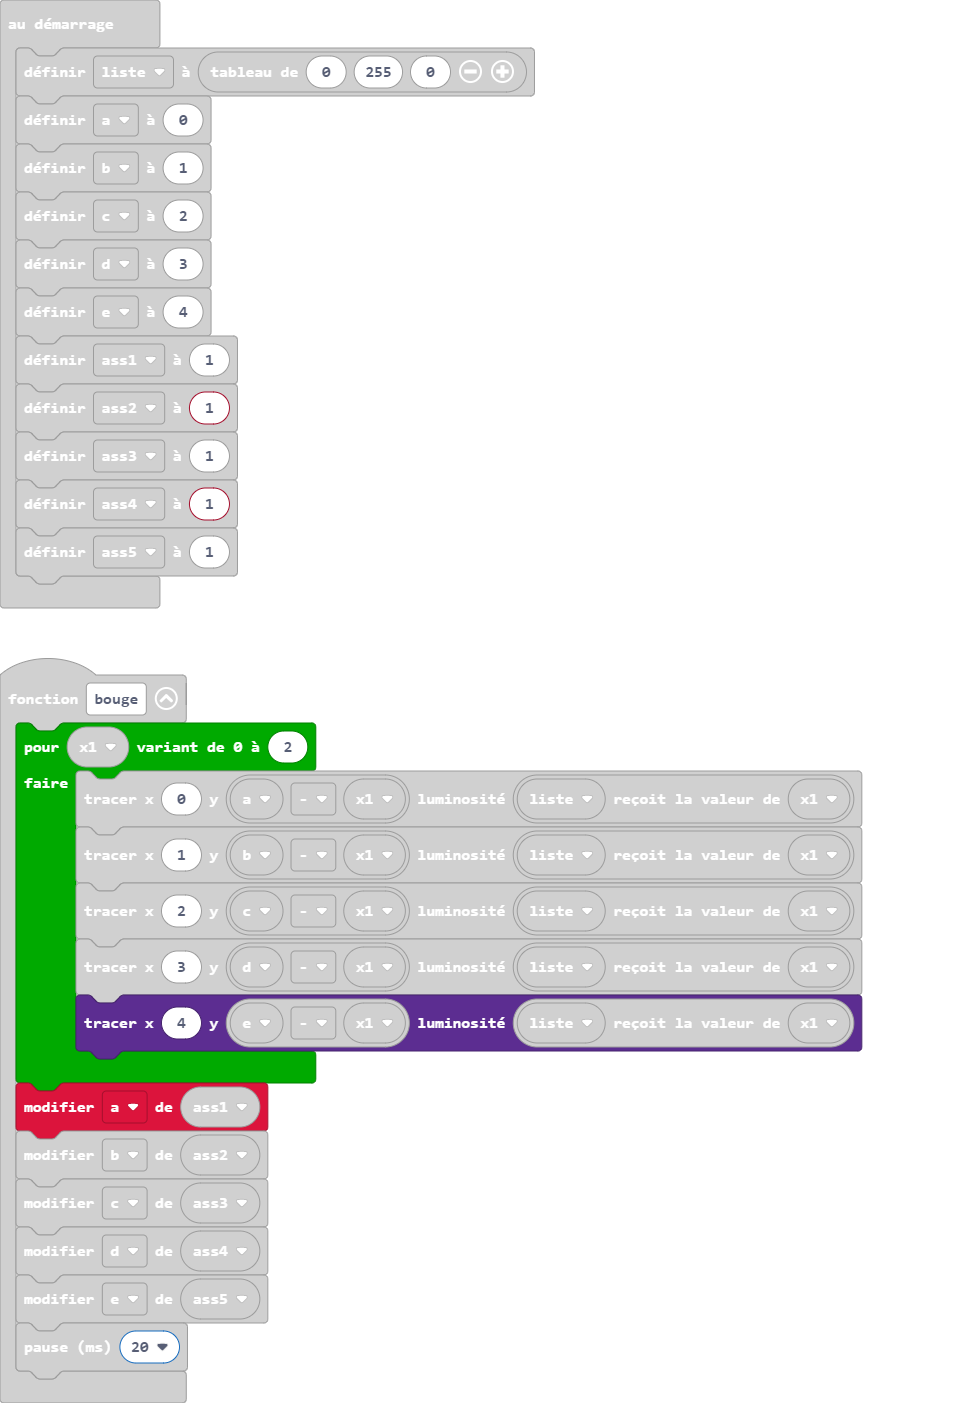 au démarrage
définir liste à tableau de 0 255 0
définir a à 0
définir b à 1
définir c à 2
définir d à 3
définir e à 4
définir ass1 à 1
définir ass2 à 1
définir ass3 à 1
définir ass4 à 1
définir ass5 à 1
fonction bouge
pour x1 variant de 0 à 2
faire
tracer x 0 y a - x1 luminosité liste reçoit la valeur de x1
tracer x 1 y b - x1 luminosité liste reçoit la valeur de x1
tracer x 2 y c - x1 luminosité liste reçoit la valeur de x1
tracer x 3 y d - x1 luminosité liste reçoit la valeur de x1
tracer x 4 y e - x1 luminosité liste reçoit la valeur de x1
modifier a de ass1
modifier b de ass2
modifier c de ass3
modifier d de ass4
modifier e de ass5
pause (ms) 20